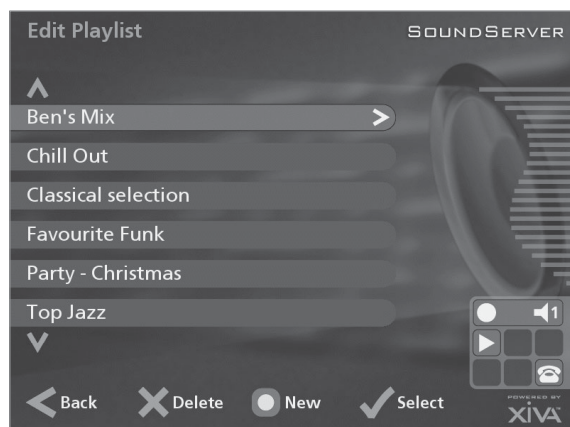 Edit Playlist
SOUNDSERVER
Ben's Mix
Chill Out
Classical selection
Favourite Funk
Party - Christmas
Top Jazz
1
Back Delete New Select
POWERED BY
XiVA